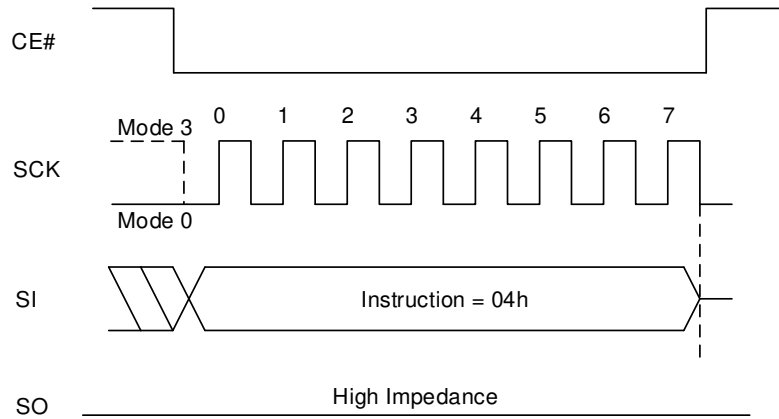 CE#
0 1 2 3 4 5 6 7
Mode 3
SCK
Mode 0
SI
Instruction = 04h
High Impedance
SO